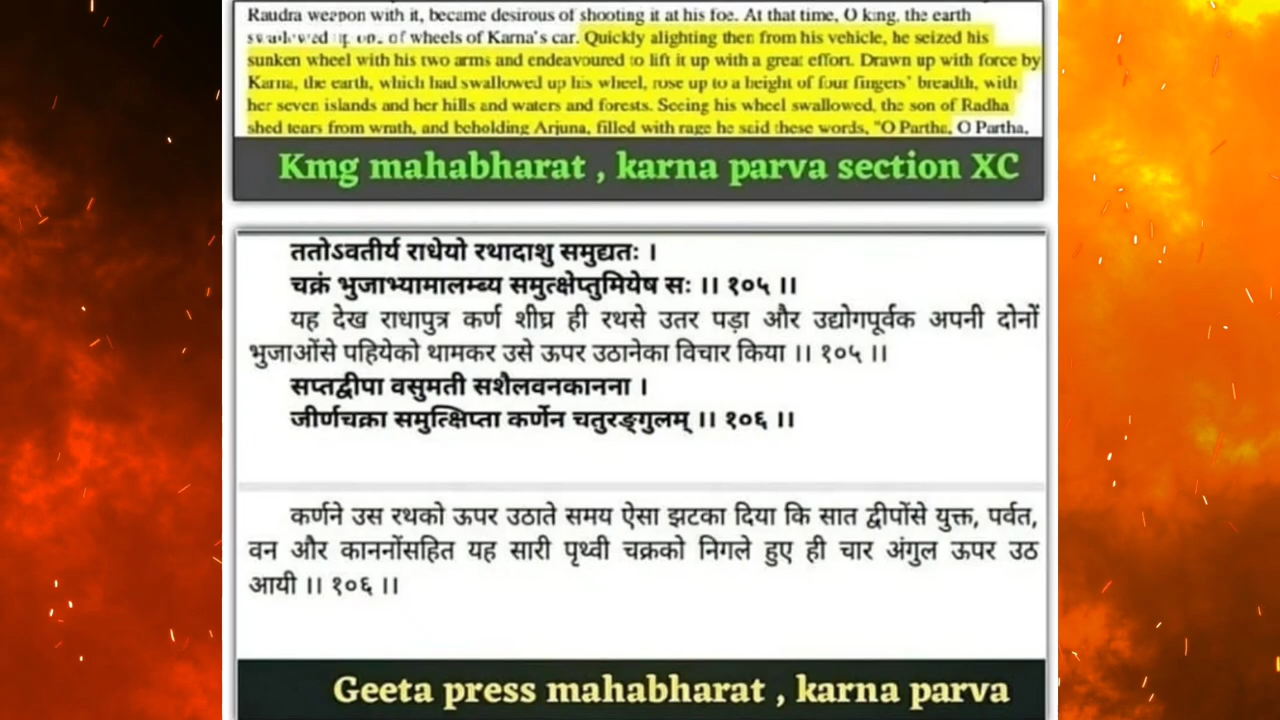 Raudra weapon with it, became desirous of shooting it at his foe. At that time, O king, the earth
swallowed up one of wheels of Karna's car. Quickly alighting then from his vehicle, he seized his
sunken wheel with his two arms and endeavoured to lift it up with a great effort. Drawn up with force by
Karna, the earth, which had swallowed up his wheel, rose up to a height of four fingers' breadth, with
her seven islands and her hills and waters and forests. Seeing his wheel swallowed, the son of Radha
shed tears from wrath, and beholding Arjuna, filled with rage he said these words, "O Partha, O Partha,
Kmg mahabharat , karna parva section XC
ततोऽवतीर्य राधेयो रथादाशु समुद्यतः ।
चक्रं भुजाभ्यामालम्ब्य समुत्क्षेप्तुमियेष सः ।। १०५ ।।
यह देख राधापुत्र कर्ण शीघ्र ही रथसे उतर पड़ा और उद्योगपूर्वक अपनी दोनों
भुजाओंसे पहियेको थामकर उसे ऊपर उठानेका विचार किया ।। १०५ ।।
सप्तद्वीपा वसुमती सशैलवनकानना ।
जीर्णचक्रा समुत्क्षिप्ता कर्णेन चतुरङ्गुलम् ।। १०६ ।।
कर्णने उस रथको ऊपर उठाते समय ऐसा झटका दिया कि सात द्वीपोंसे युक्त, पर्वत,
वन और काननोंसहित यह सारी पृथ्वी चक्रको निगले हुए ही चार अंगुल ऊपर उठ
आयी ।। १०६ ।।
Geeta press mahabharat , karna parva